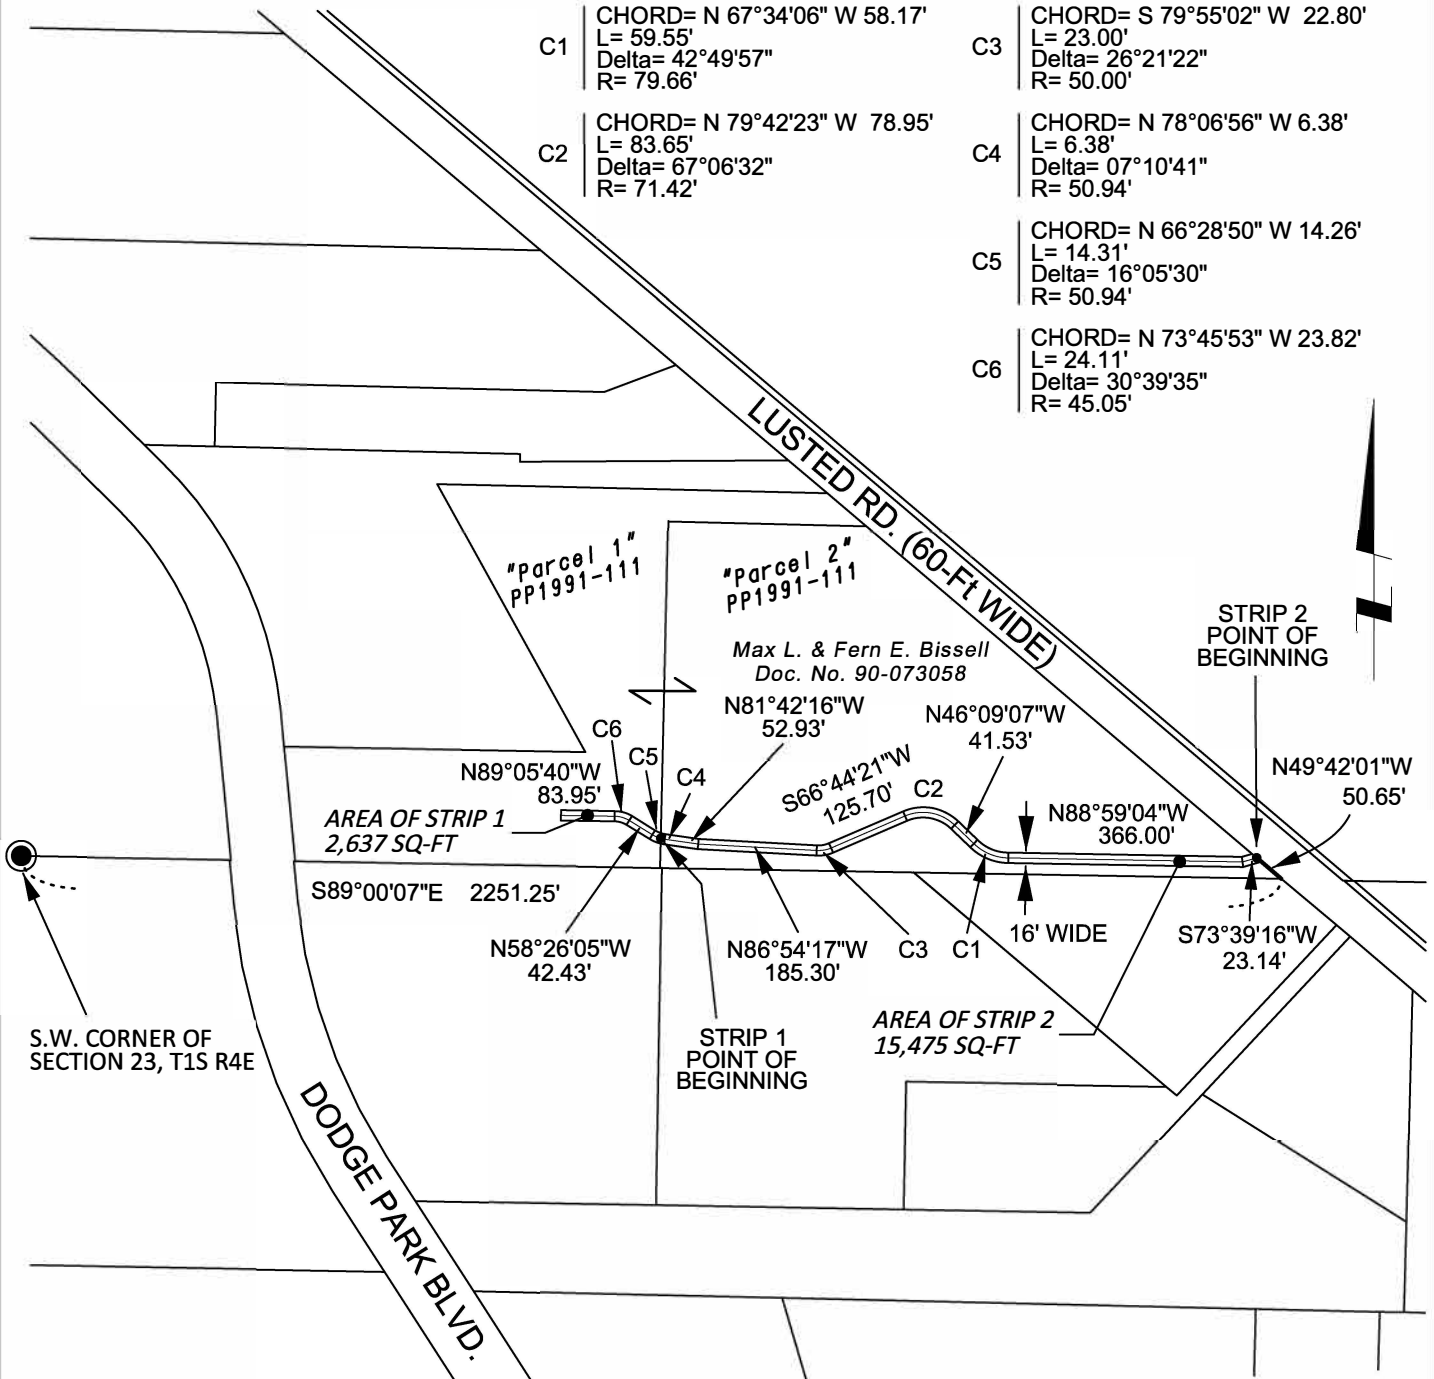 C1
CHORD= N 67°34'06" W 58.17'
L= 59.55'
Delta= 42°49'57"
R= 79.66'
C2
CHORD= N 79°42'23" W 78.95'
L= 83.65'
Delta= 67°06'32"
R= 71.42'
C3
CHORD= S 79°55'02" W 22.80'
L= 23.00'
Delta= 26°21'22"
R= 50.00'
C4
CHORD= N 78°06'56" W 6.38'
L= 6.38'
Delta= 07°10'41"
R= 50.94'
C5
CHORD= N 66°28'50" W 14.26'
L= 14.31'
Delta= 16°05'30"
R= 50.94'
C6
CHORD= N 73°45'53" W 23.82'
L= 24.11'
Delta= 30°39'35"
R= 45.05'
LUSTED RD. (60-Ft WIDE)
"Parcel 1"
PP1991-111
"Parcel 2"
PP1991-111
Max L. & Fern E. Bissell
Doc. No. 90-073058
STRIP 2
POINT OF
BEGINNING
N81°42'16"W
52.93'
N46°09'07"W
41.53'
C6
C5
C4
N89°05'40"W
83.95'
S66°44'21"W
125.70'
C2
N49°42'01"W
50.65'
N88°59'04"W
366.00'
AREA OF STRIP 1
2,637 SQ-FT
S89°00'07"E 2251.25'
N58°26'05"W
42.43'
N86°54'17"W
185.30'
C3
C1
16' WIDE
S73°39'16"W
23.14'
S.W. CORNER OF
SECTION 23, T1S R4E
STRIP 1
POINT OF
BEGINNING
AREA OF STRIP 2
15,475 SQ-FT
DODGE PARK BLVD.